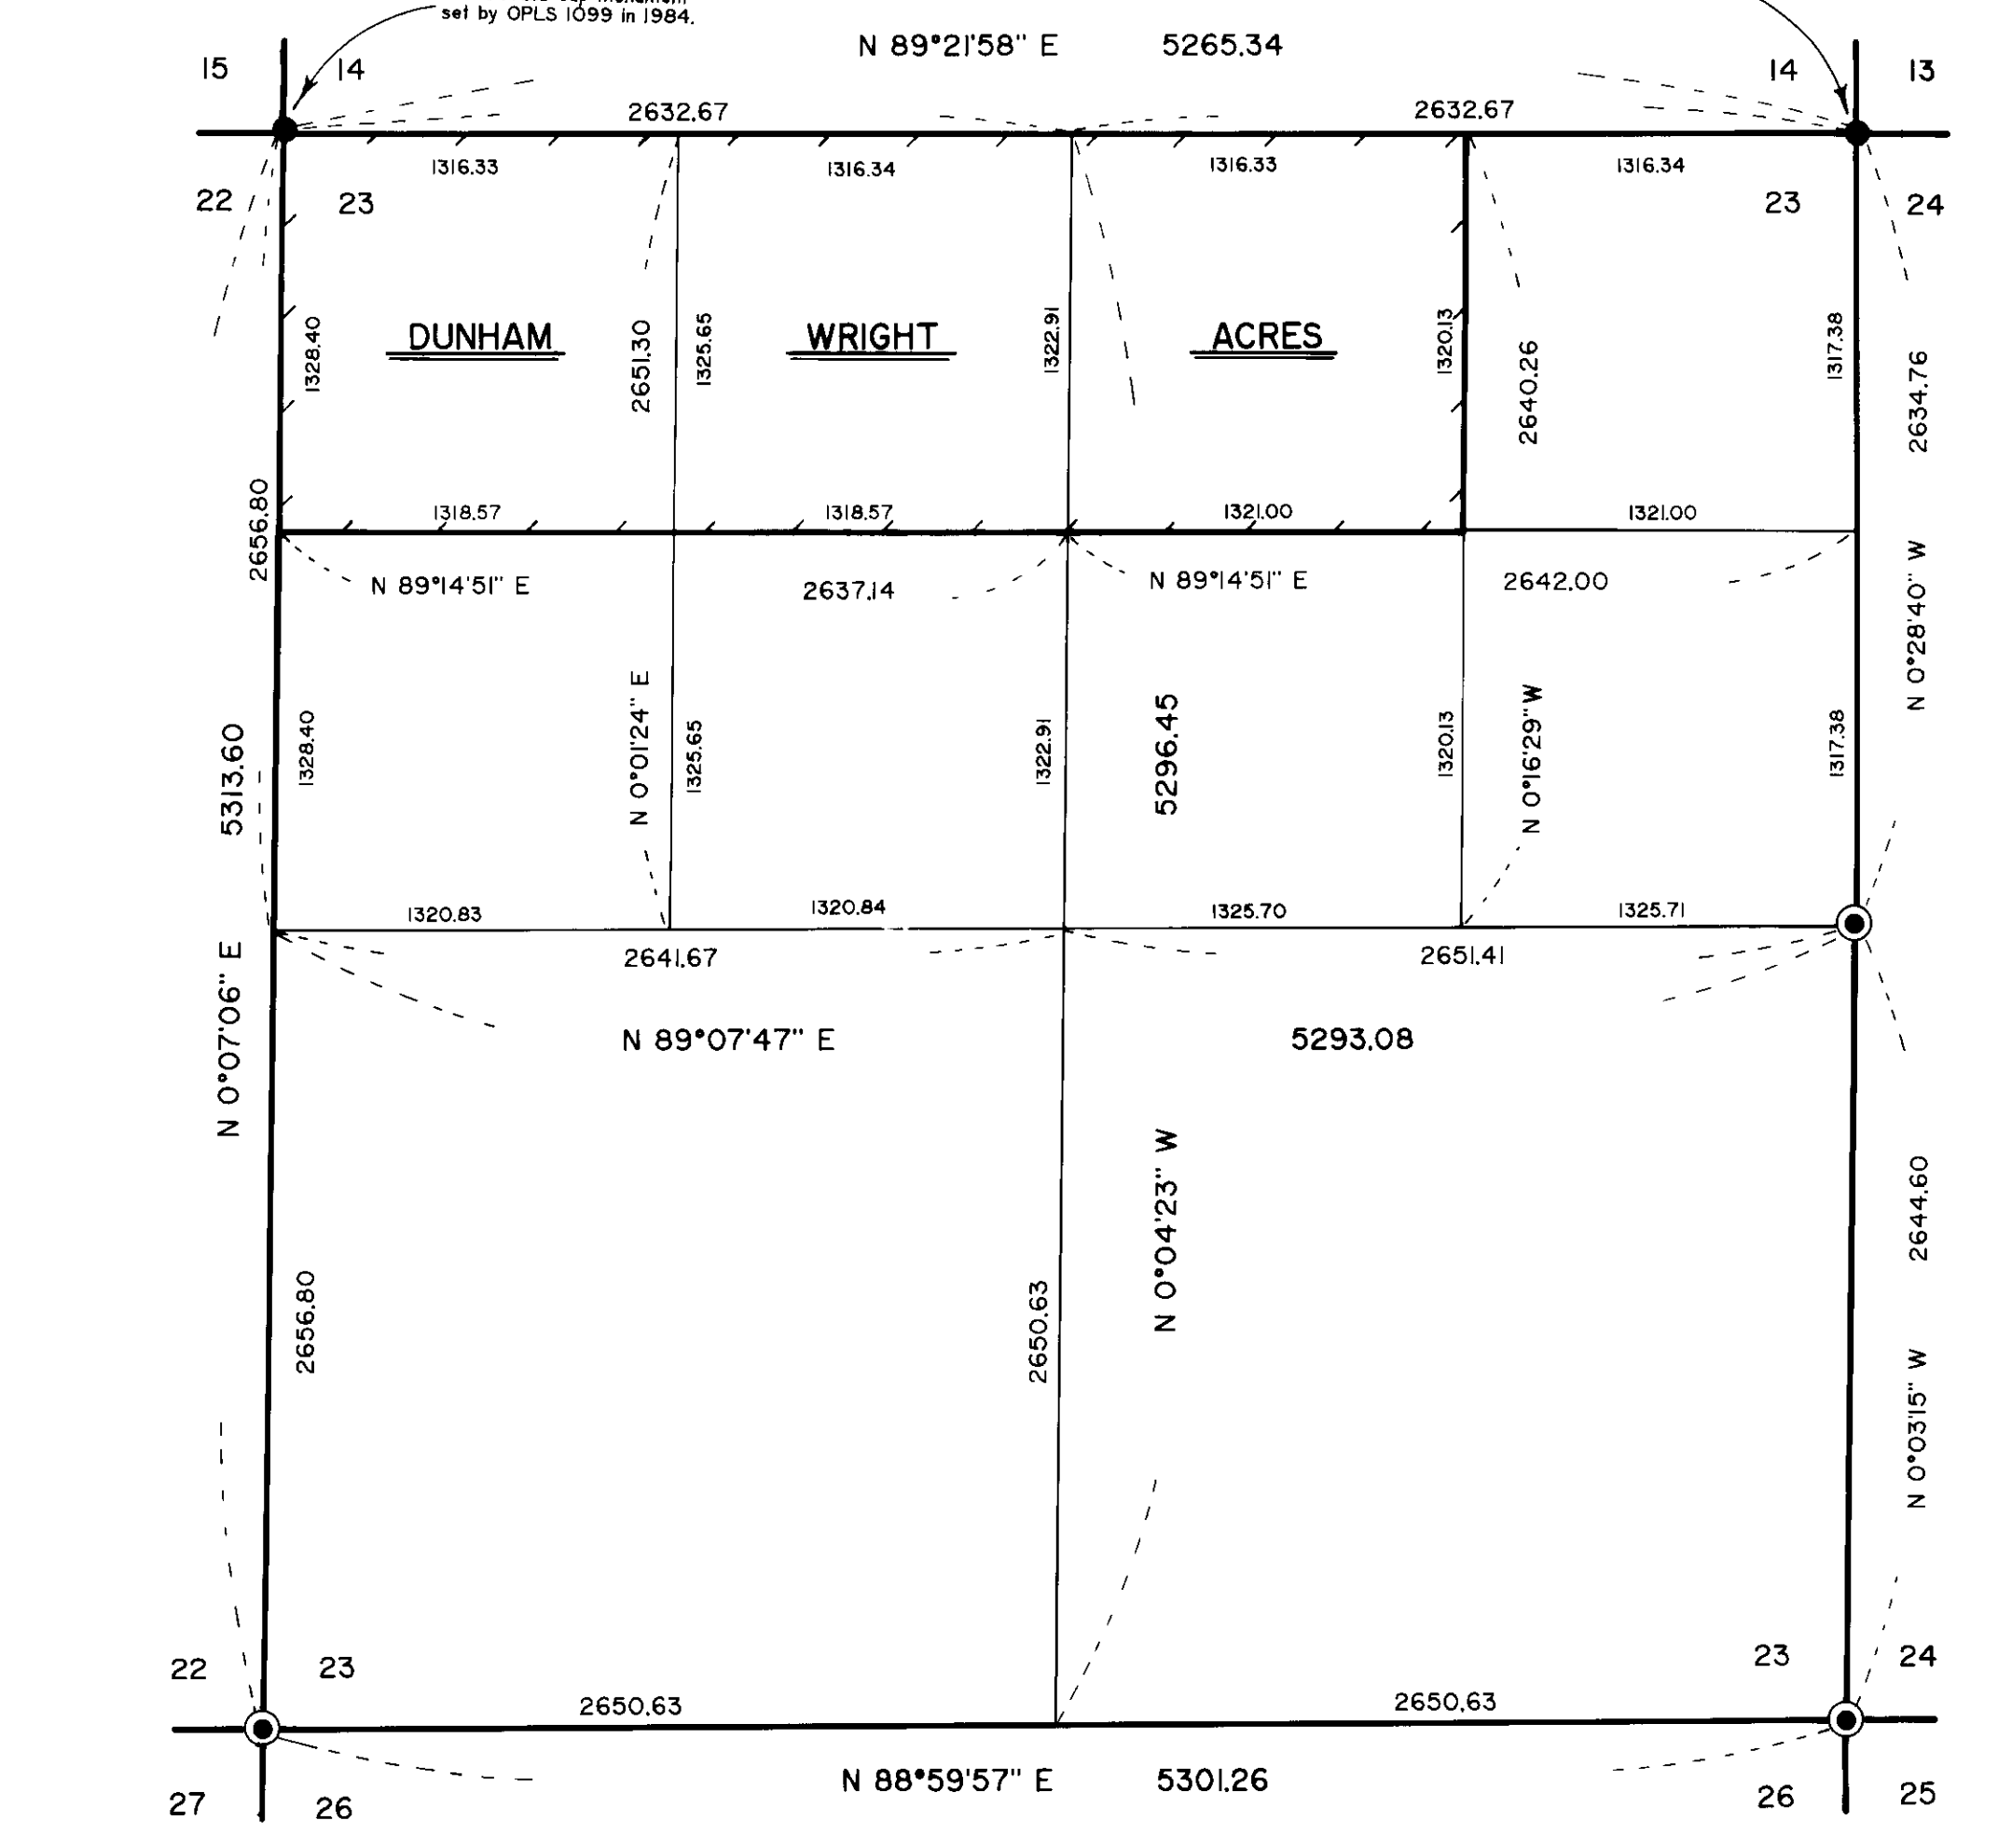 set by OPLS 1099 in 1984.
N 89°21'58" E 5265.34
15 14 14 13
2632.67 2632.67
1316.33 1316.34 1316.33 1316.34
22 23 23 24
DUNHAM WRIGHT ACRES
1328.40
2651.30
1325.65
1322.91
1320.13
2640.26
1317.38
2634.76
2656.80
1318.57 1318.57 1321.00 1321.00
N 89°14'51" E 2637.14 N 89°14'51" E 2642.00
N 0°28'40" W
5313.60
1328.40
N 0°01'24" E
1325.65
1322.91
5296.45
1320.13
N 0°16'29" W
1317.38
1320.83 1320.84 1325.70 1325.71
2641.67 2651.41
N 0°07'06" E
N 89°07'47" E 5293.08
2656.80
2650.63
N 0°04'23" W
2644.60
N 0°03'15" W
22 23 23 24
2650.63 2650.63
N 88°59'57" E 5301.26
27 26 26 25